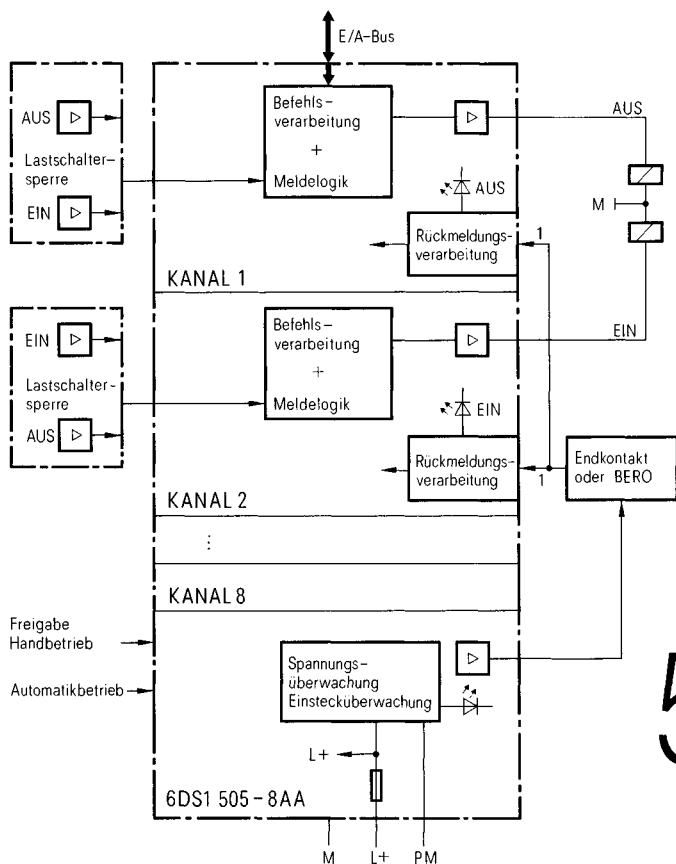 E/A-Bus
AUS
Lastschalter-
sperre
EIN
Befehls-
verarbeitung
+
Meldelogik
AUS
AUS
M
Rückmeldungs-
verarbeitung
1
KANAL 1
EIN
Lastschalter-
sperre
AUS
Befehls-
verarbeitung
+
Meldelogik
EIN
EIN
Rückmeldungs-
verarbeitung
1
Endkontakt
oder BERO
KANAL 2
⋮
KANAL 8
Freigabe
Handbetrieb
Automatikbetrieb
Spannungs-
überwachung
Einstecküberwachung
L+
6DS1 505-8AA
M L+ PM